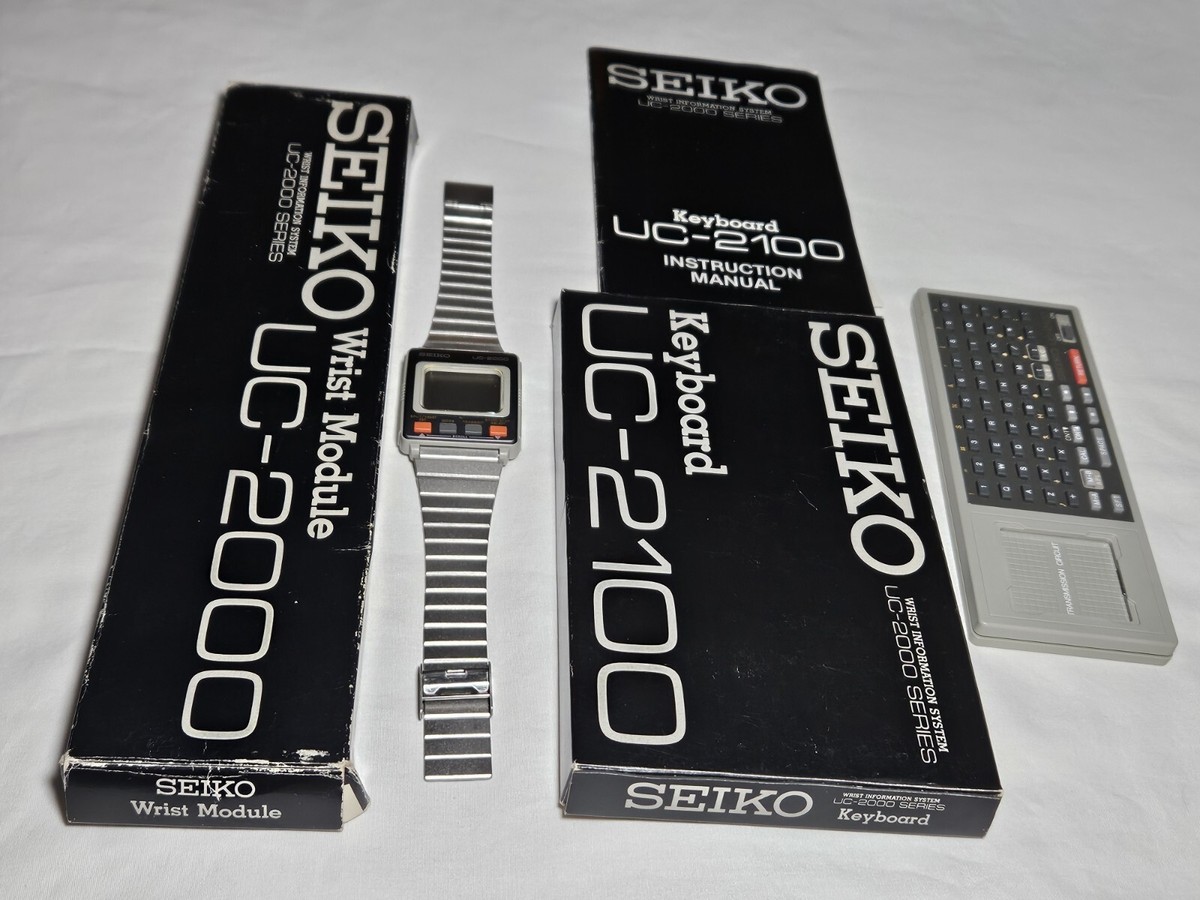 SEIKO
WRIST INFORMATION SYSTEM
UC-2000 SERIES
Wrist Module
UC-2000
SEIKO
Wrist Module
SEIKO
UC-2000
SEIKO
WRIST INFORMATION SYSTEM
UC-2000 SERIES
Keyboard
UC-2100
INSTRUCTION
MANUAL
SEIKO
WRIST INFORMATION SYSTEM
UC-2000 SERIES
Keyboard
UC-2100
SEIKO
WRIST INFORMATION SYSTEM
UC-2000 SERIES
Keyboard
TRANSMISSION CIRCUIT